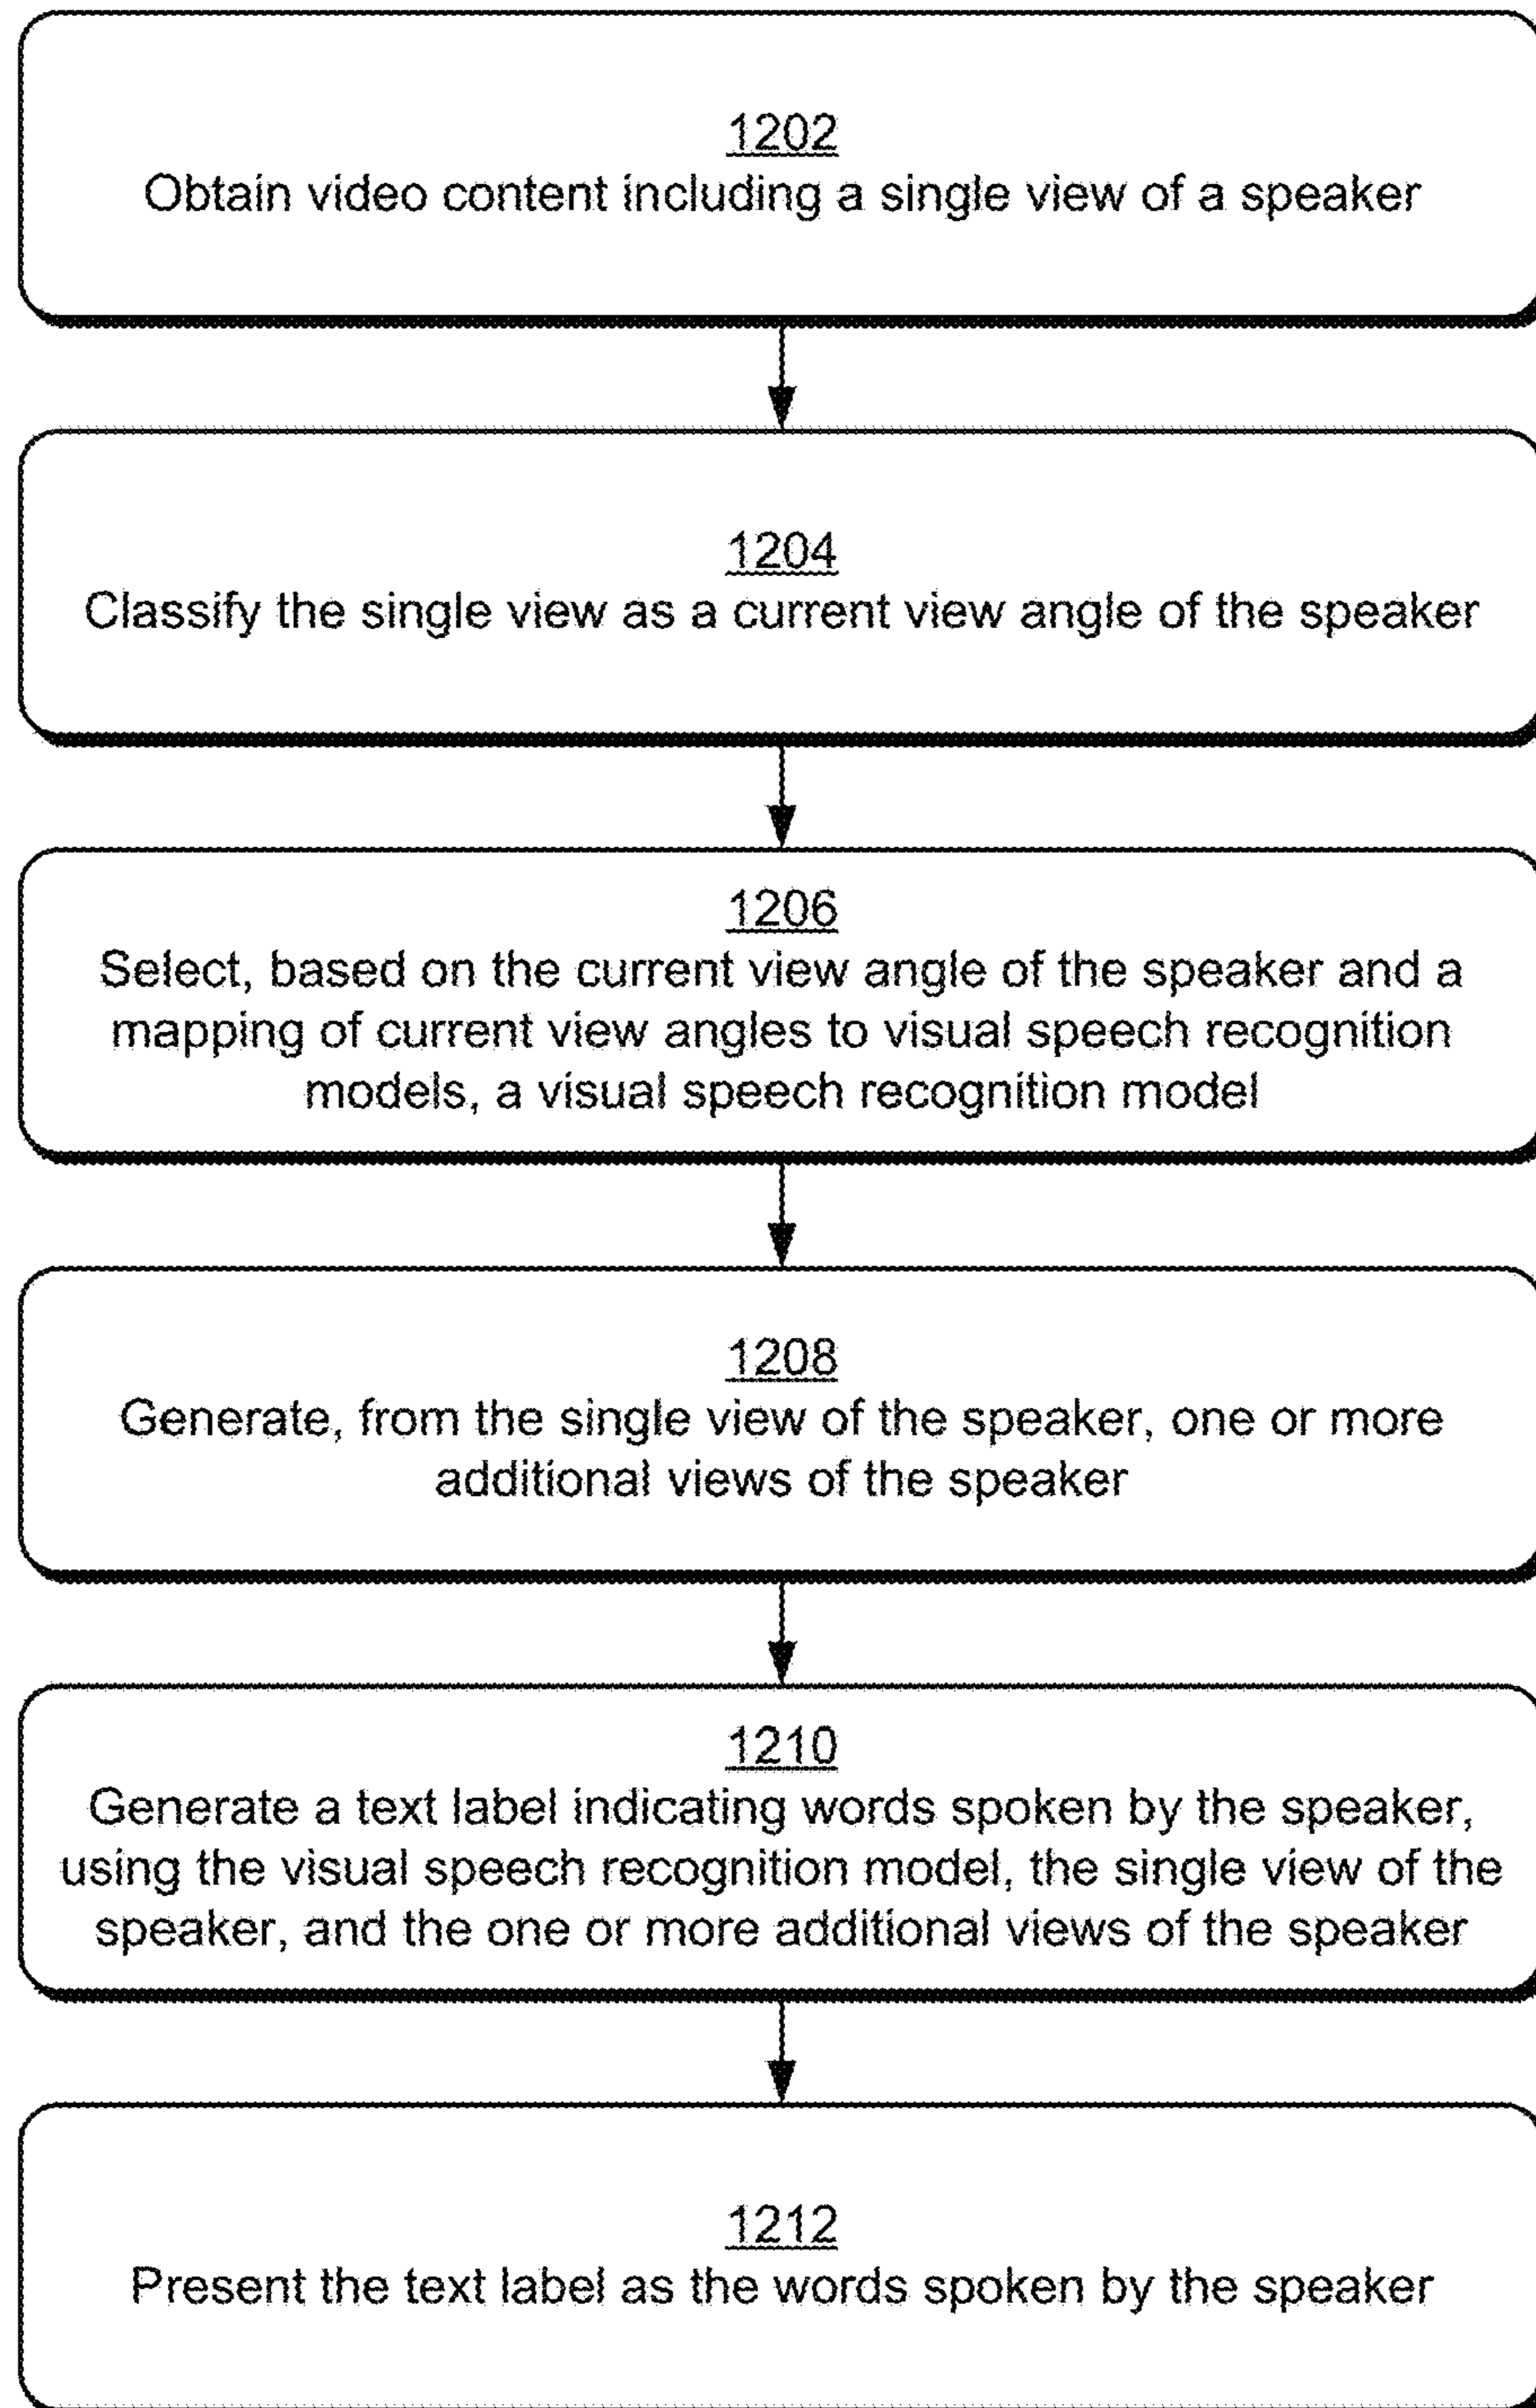 1202
Obtain video content including a single view of a speaker
1204
Classify the single view as a current view angle of the speaker
1206
Select, based on the current view angle of the speaker and a
mapping of current view angles to visual speech recognition
models, a visual speech recognition model
1208
Generate, from the single view of the speaker, one or more
additional views of the speaker
1210
Generate a text label indicating words spoken by the speaker,
using the visual speech recognition model, the single view of the
speaker, and the one or more additional views of the speaker
1212
Present the text label as the words spoken by the speaker